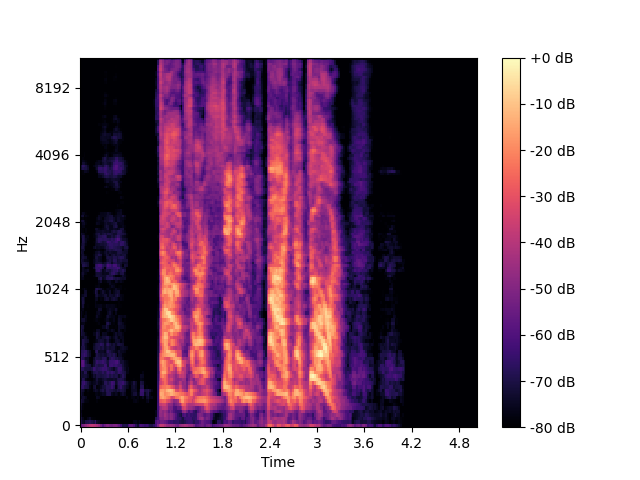 8192
4096
2048
1024
512
0
Hz
0 0.6 1.2 1.8 2.4 3 3.6 4.2 4.8
Time
+0 dB
-10 dB
-20 dB
-30 dB
-40 dB
-50 dB
-60 dB
-70 dB
-80 dB